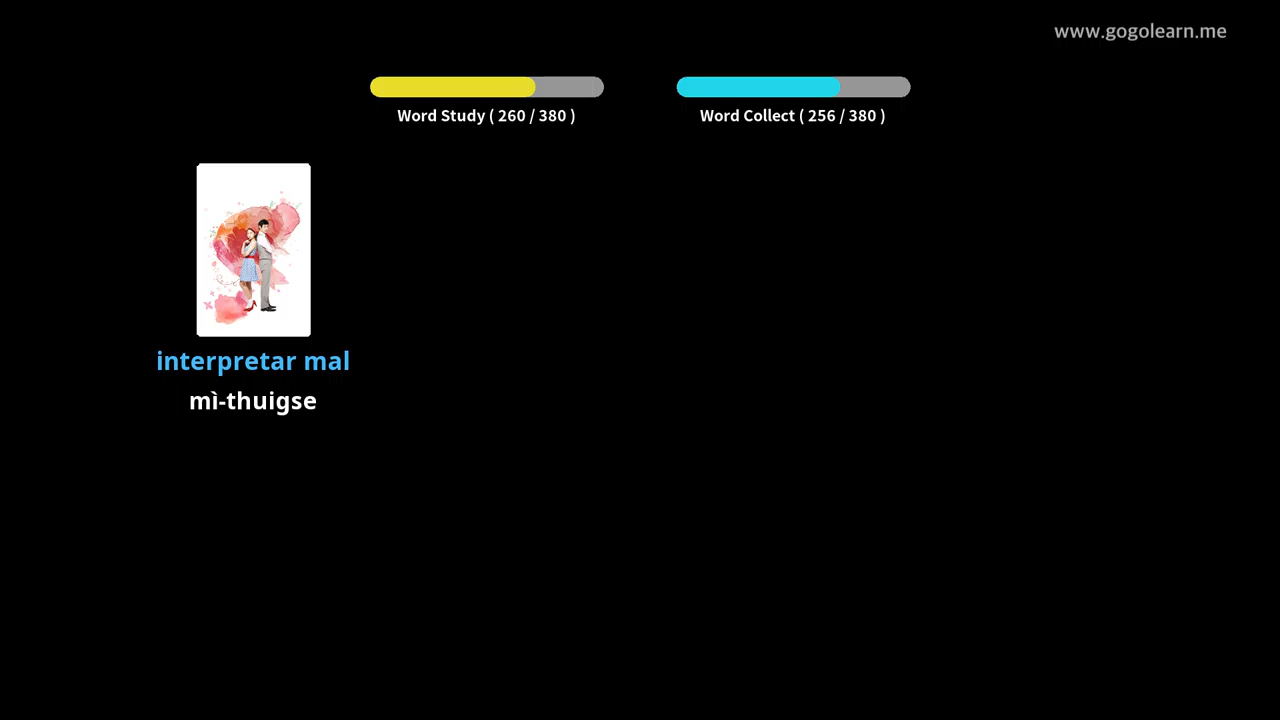 www.gogolearn.me
Word Study ( 260 / 380 )
Word Collect ( 256 / 380 )
interpretar mal
mì-thuigse